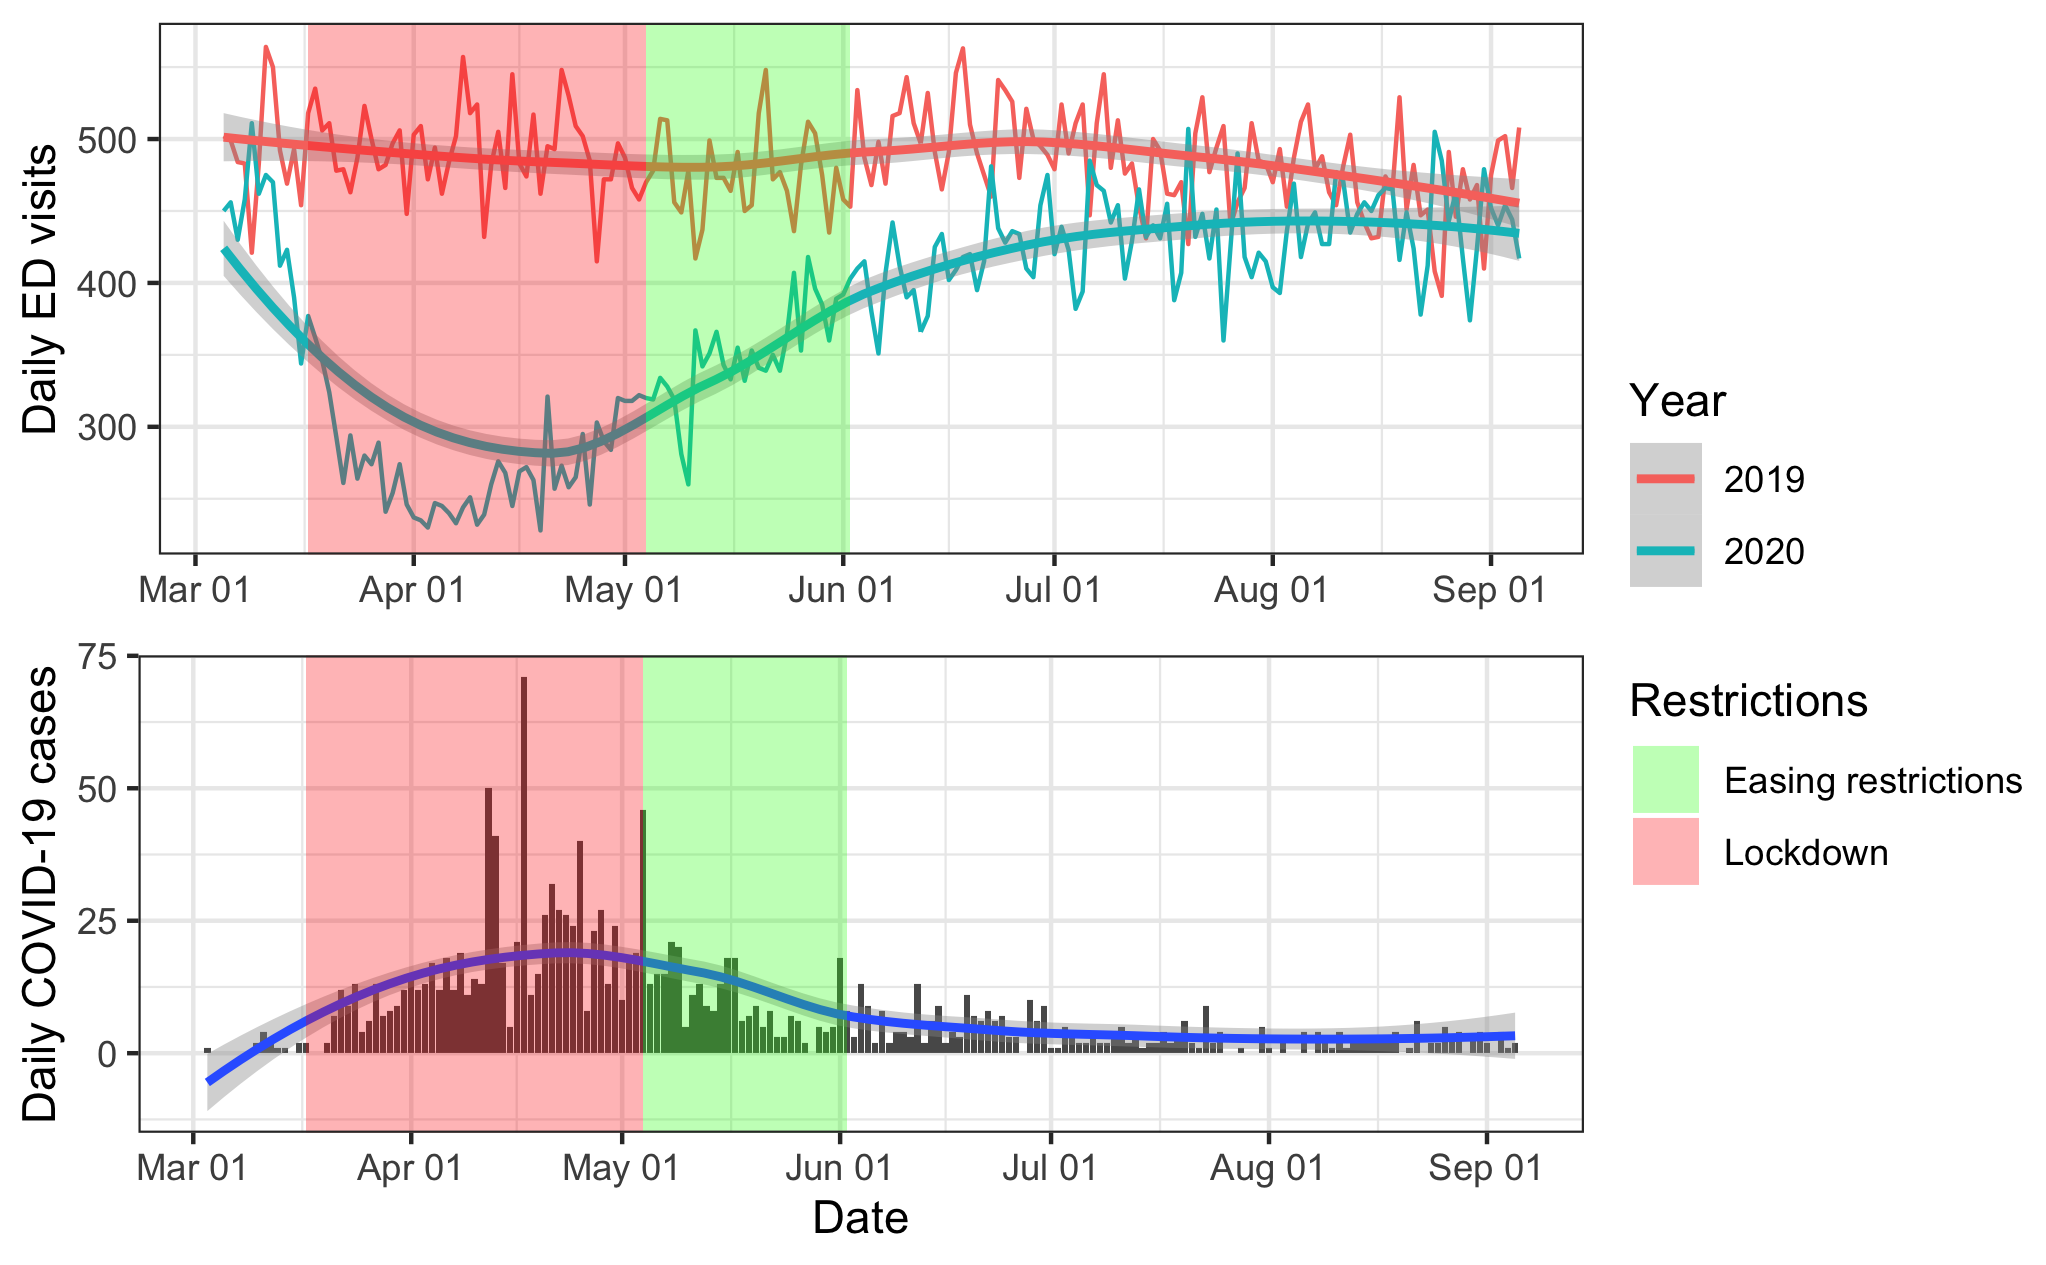 Daily ED visits
500
400
300
Mar 01 Apr 01 May 01 Jun 01 Jul 01 Aug 01 Sep 01
Year
2019
2020
Daily COVID-19 cases
75
50
25
0
Mar 01 Apr 01 May 01 Jun 01 Jul 01 Aug 01 Sep 01
Date
Restrictions
Easing restrictions
Lockdown